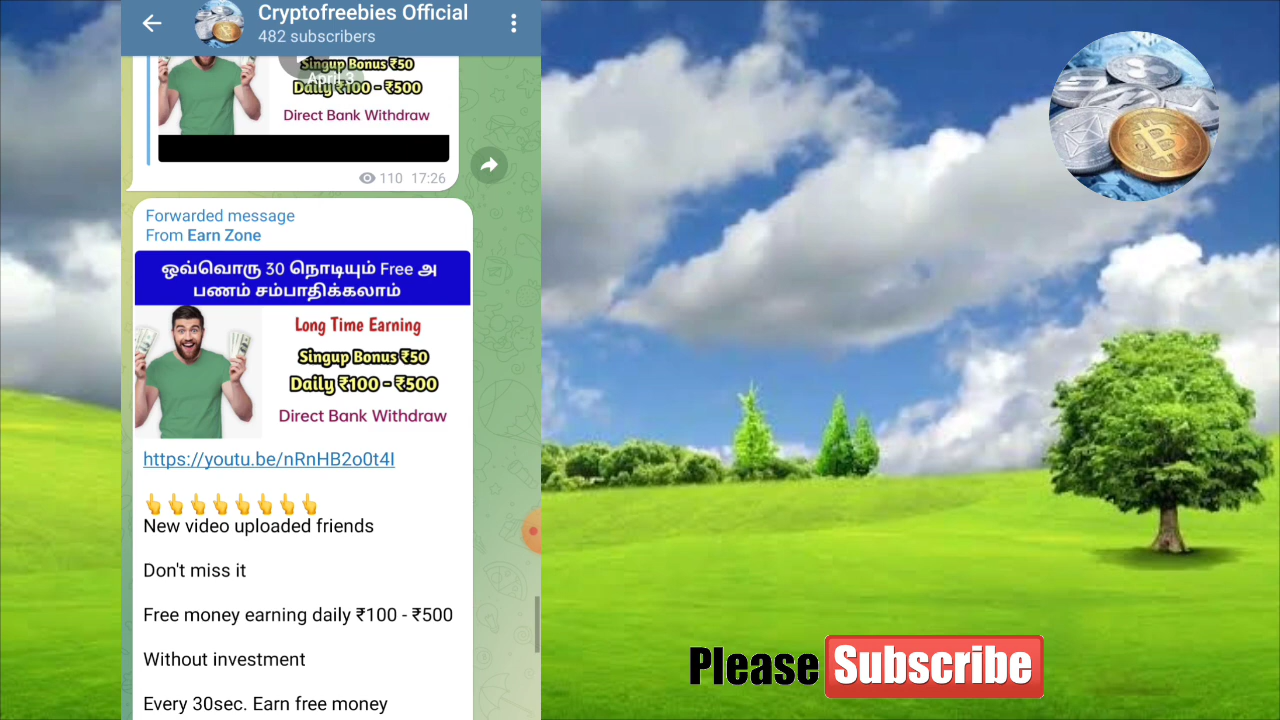 Cryptofreebies Official
482 subscribers
April 3
Singup Bonus ₹50
Daily ₹100 - ₹500
Direct Bank Withdraw
110 17:26
Forwarded message
From Earn Zone
ஒவ்வொரு 30 நொடியும் Free அ
பணம் சம்பாதிக்கலாம்
Long Time Earning
Singup Bonus ₹50
Daily ₹100 - ₹500
Direct Bank Withdraw
https://youtu.be/nRnHB2o0t4I
New video uploaded friends
Don't miss it
Free money earning daily ₹100 - ₹500
Without investment
Every 30sec. Earn free money
Please Subscribe